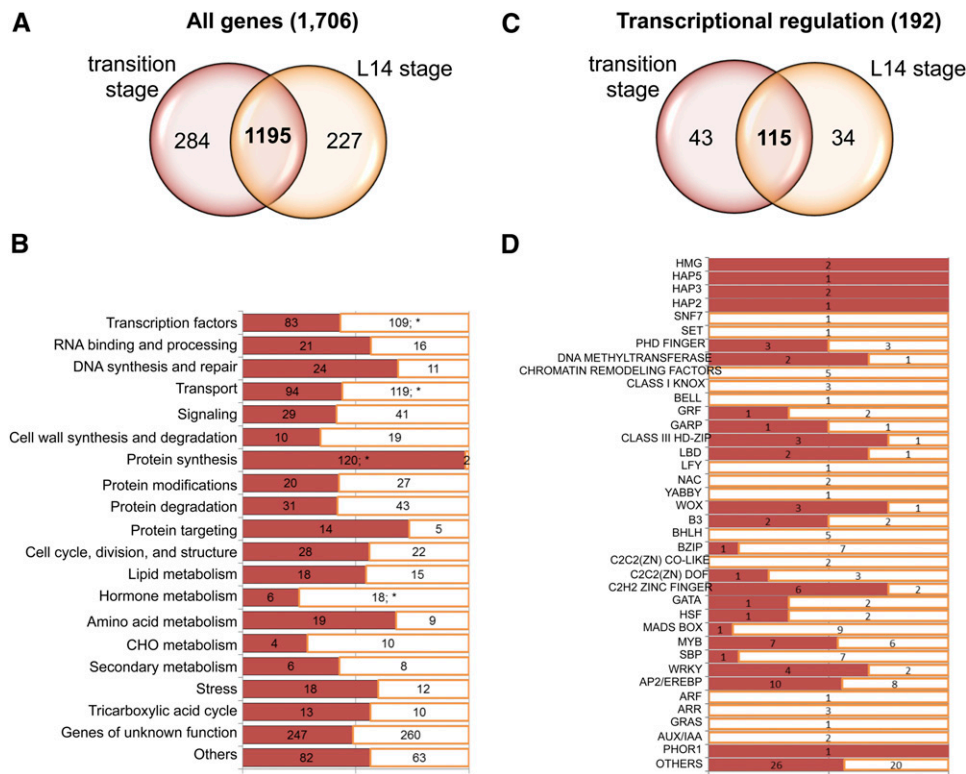 A
All genes (1,706)
transition stage
L14 stage
284
1195
227
B
Transcription factors 83 109; *
RNA binding and processing 21 16
DNA synthesis and repair 24 11
Transport 94 119; *
Signaling 29 41
Cell wall synthesis and degradation 10 19
Protein synthesis 120; * 2
Protein modifications 20 27
Protein degradation 31 43
Protein targeting 14 5
Cell cycle, division, and structure 28 22
Lipid metabolism 18 15
Hormone metabolism 6 18; *
Amino acid metabolism 19 9
CHO metabolism 4 10
Secondary metabolism 6 8
Stress 18 12
Tricarboxylic acid cycle 13 10
Genes of unknown function 247 260
Others 82 63
C
Transcriptional regulation (192)
transition stage
L14 stage
43
115
34
D
HMG 2
HAP5 1
HAP3 2
HAP2 1
SNF7 1
SET 1
PHD FINGER 3 3
DNA METHYLTRANSFERASE 2 1
CHROMATIN REMODELING FACTORS 5
CLASS I KNOX 3
BELL 1
GRF 1 2
GARP 1 1
CLASS III HD-ZIP 3 1
LBD 2 1
LFY 1
NAC 2
YABBY 1
WOX 3 1
B3 2 2
BHLH 5
BZIP 1 7
C2C2(ZN) CO-LIKE 2
C2C2(ZN) DOF 1 3
C2H2 ZINC FINGER 6 2
GATA 1 2
HSF 1 2
MADS BOX 1 9
MYB 7 6
SBP 1 7
WRKY 4 2
AP2/EREBP 10 8
ARF 1
ARR 3
GRAS 1
AUX/IAA 2
PHOR1 1
OTHERS 26 20